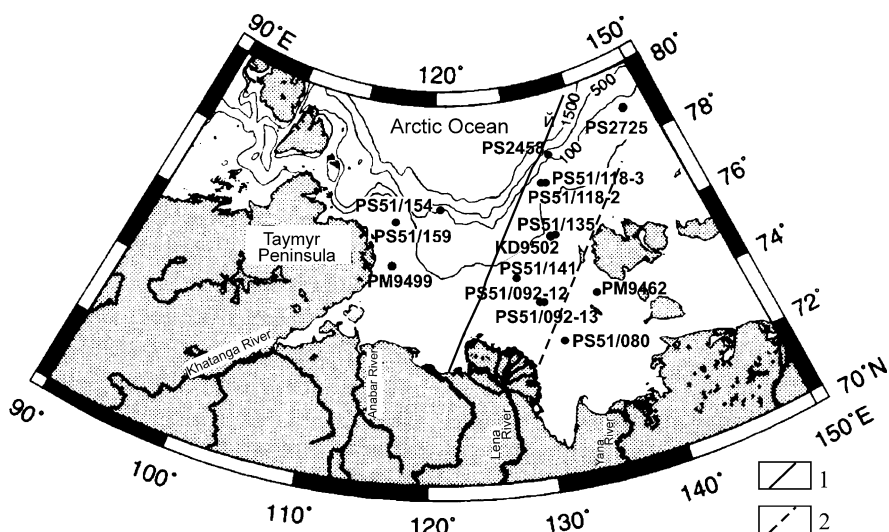 90°E
120°
150°
80°
78°
76°
74°
72°
70°N
150°E
Arctic Ocean
й
1500
500
100
PS2725
PS2458
PS51/118-3
PS51/118-2
PS51/154
PS51/159
PS51/135
KD9502
Taymyr
Peninsula
PS51/141
PM9499
PS51/092-12
PM9462
PS51/092-13
PS51/080
Khatanga River
Anabar River
Lena
River
Yana
River
90°
100°
110°
120°
130°
140°
1
2